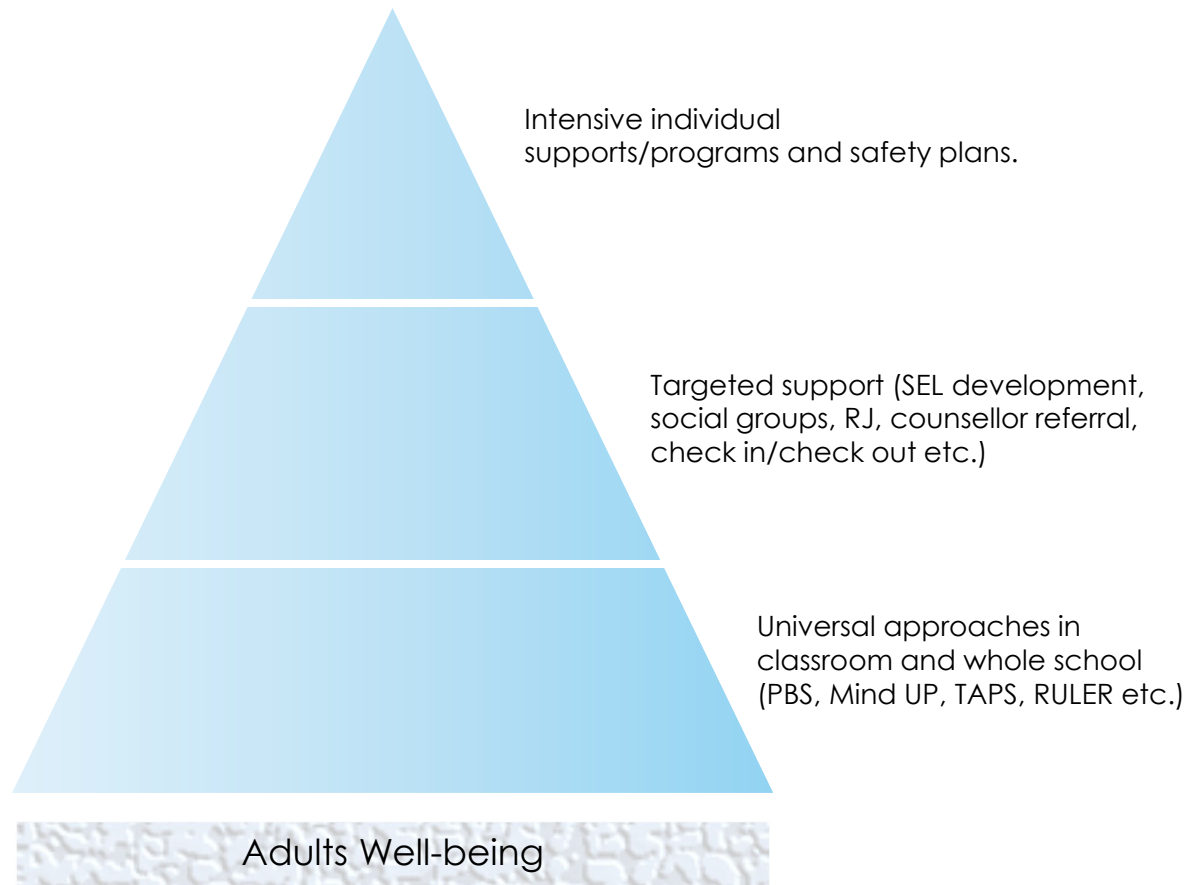 Intensive individual
supports/programs and safety plans.
Targeted support (SEL development,
social groups, RJ, counsellor referral,
check in/check out etc.)
Universal approaches in
classroom and whole school
(PBS, Mind UP, TAPS, RULER etc.)
Adults Well-being